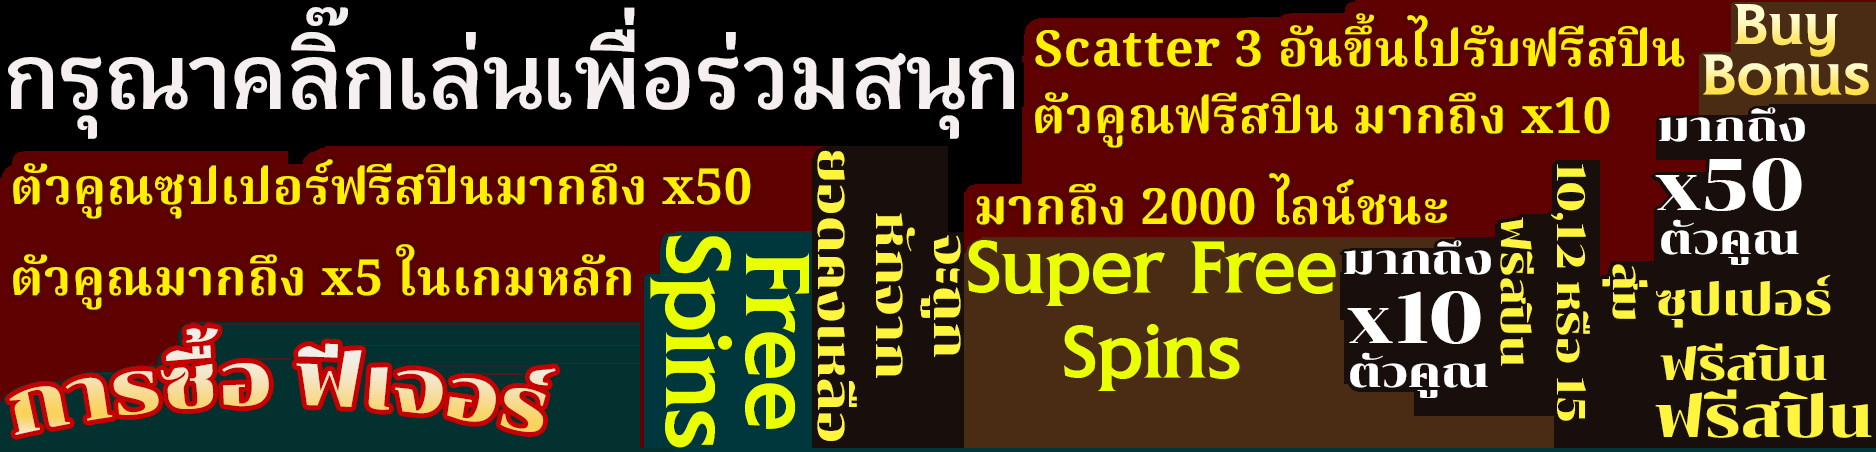 กรุณาคลิ๊กเล่นเพื่อร่วมสนุก
Scatter 3 อันขึ้นไปรับฟรีสปิน
ตัวคูณฟรีสปิน มากถึง x10
Buy
Bonus
ตัวคูณซุปเปอร์ฟรีสปินมากถึง x50
ตัวคูณมากถึง x5 ในเกมหลัก
การซื้อ ฟีเจอร์
Free
Spins
จะถูก
หักจาก
ยอดคงเหลือ
มากถึง 2000 ไลน์ชนะ
Super Free
Spins
มากถึง
x10
ตัวคูณ
สุ่ม
10,12 หรือ 15
ฟรีสปิน
มากถึง
x50
ตัวคูณ
ซุปเปอร์
ฟรีสปิน
ฟรีสปิน